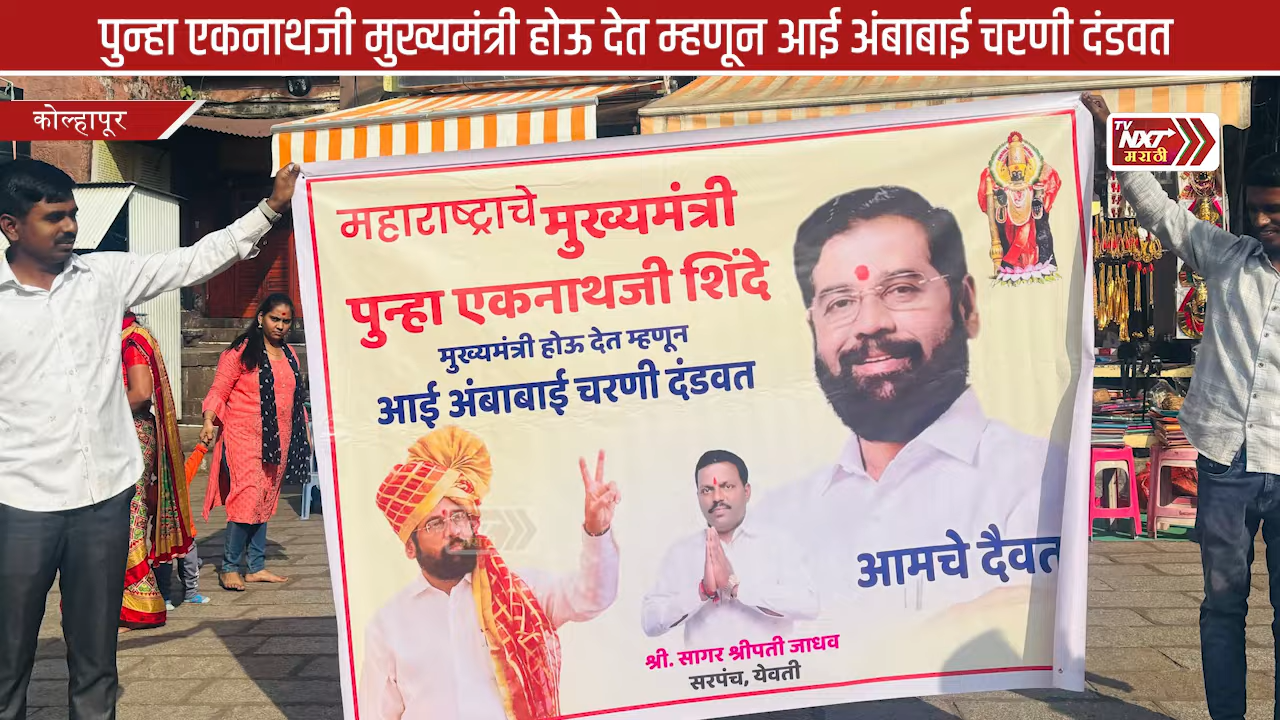 पुन्हा एकनाथजी मुख्यमंत्री होऊ देत म्हणून आई अंबाबाई चरणी दंडवत
कोल्हापूर
TV
NXT
मराठी
महाराष्ट्राचे मुख्यमंत्री
पुन्हा एकनाथजी शिंदे
मुख्यमंत्री होऊ देत म्हणून
आई अंबाबाई चरणी दंडवत
आमचे दैवत
श्री. सागर श्रीपती जाधव
सरपंच, येवती